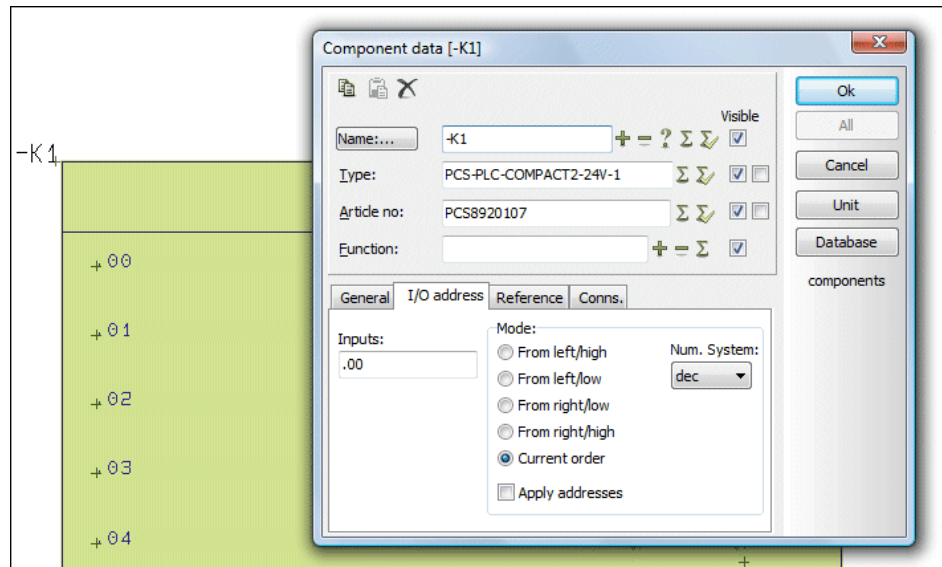 Component data [-K1]
Visible
Name:... -K1
Type: PCS-PLC-COMPACT2-24V-1
Article no: PCS8920107
Function:
Ok
All
Cancel
Unit
Database
components
General I/O address Reference Conns.
Inputs:
.00
Mode:
From left/high
From left/low
From right/low
From right/high
Current order
Apply addresses
Num. System:
dec
-K1
00
01
02
03
04